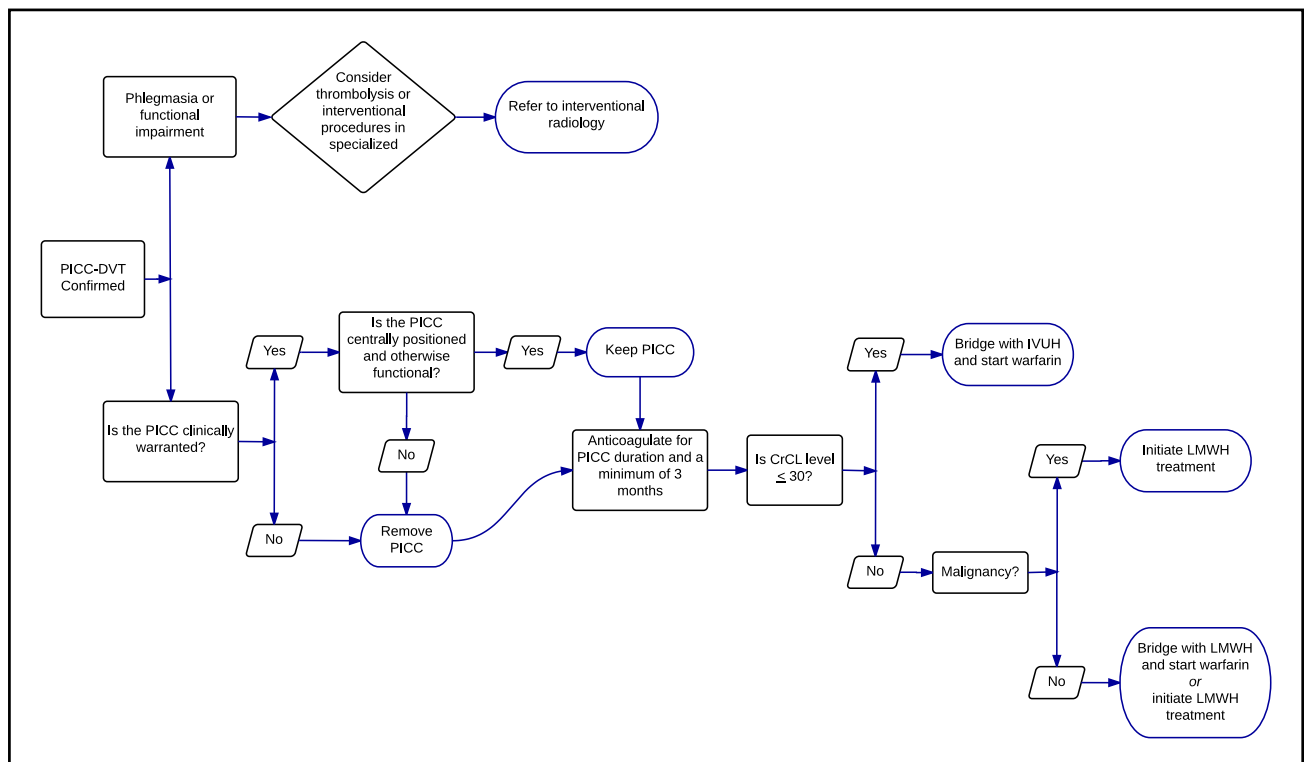 Phlegmasia or
functional
impairment
Consider
thrombolysis or
interventional
procedures in
specialized
Refer to interventional
radiology
PICC-DVT
Confirmed
Is the PICC clinically
warranted?
Yes
No
Is the PICC
centrally positioned
and otherwise
functional?
Yes
No
Keep PICC
Remove
PICC
Anticoagulate for
PICC duration and a
minimum of 3
months
Is CrCL level
≤ 30?
Yes
Bridge with IVUH
and start warfarin
No
Malignancy?
Yes
Initiate LMWH
treatment
No
Bridge with LMWH
and start warfarin
or
initiate LMWH
treatment